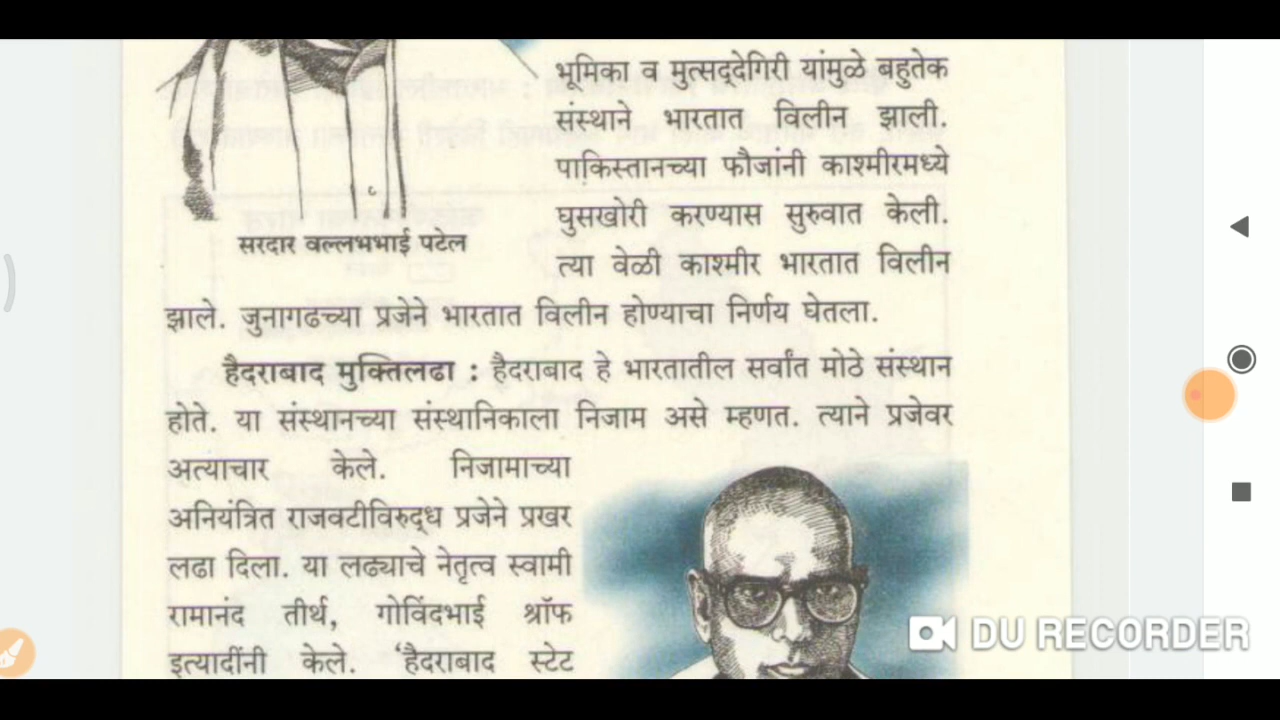 भूमिका व मुत्सद्देगिरी यांमुळे बहुतेक
संस्थाने भारतात विलीन झाली.
पाकिस्तानच्या फौजांनी काश्मीरमध्ये
घुसखोरी करण्यास सुरुवात केली.
त्या वेळी काश्मीर भारतात विलीन
सरदार वल्लभभाई पटेल
झाले. जुनागढच्या प्रजेने भारतात विलीन होण्याचा निर्णय घेतला.
हैदराबाद मुक्तिलढा : हैदराबाद हे भारतातील सर्वांत मोठे संस्थान
होते. या संस्थानच्या संस्थानिकाला निजाम असे म्हणत. त्याने प्रजेवर
अत्याचार केले. निजामाच्या
अनियंत्रित राजवटीविरुद्ध प्रजेने प्रखर
लढा दिला. या लढ्याचे नेतृत्व स्वामी
रामानंद तीर्थ, गोविंदभाई श्रॉफ
इत्यादींनी केले. 'हैदराबाद स्टेट
DU RECORDER